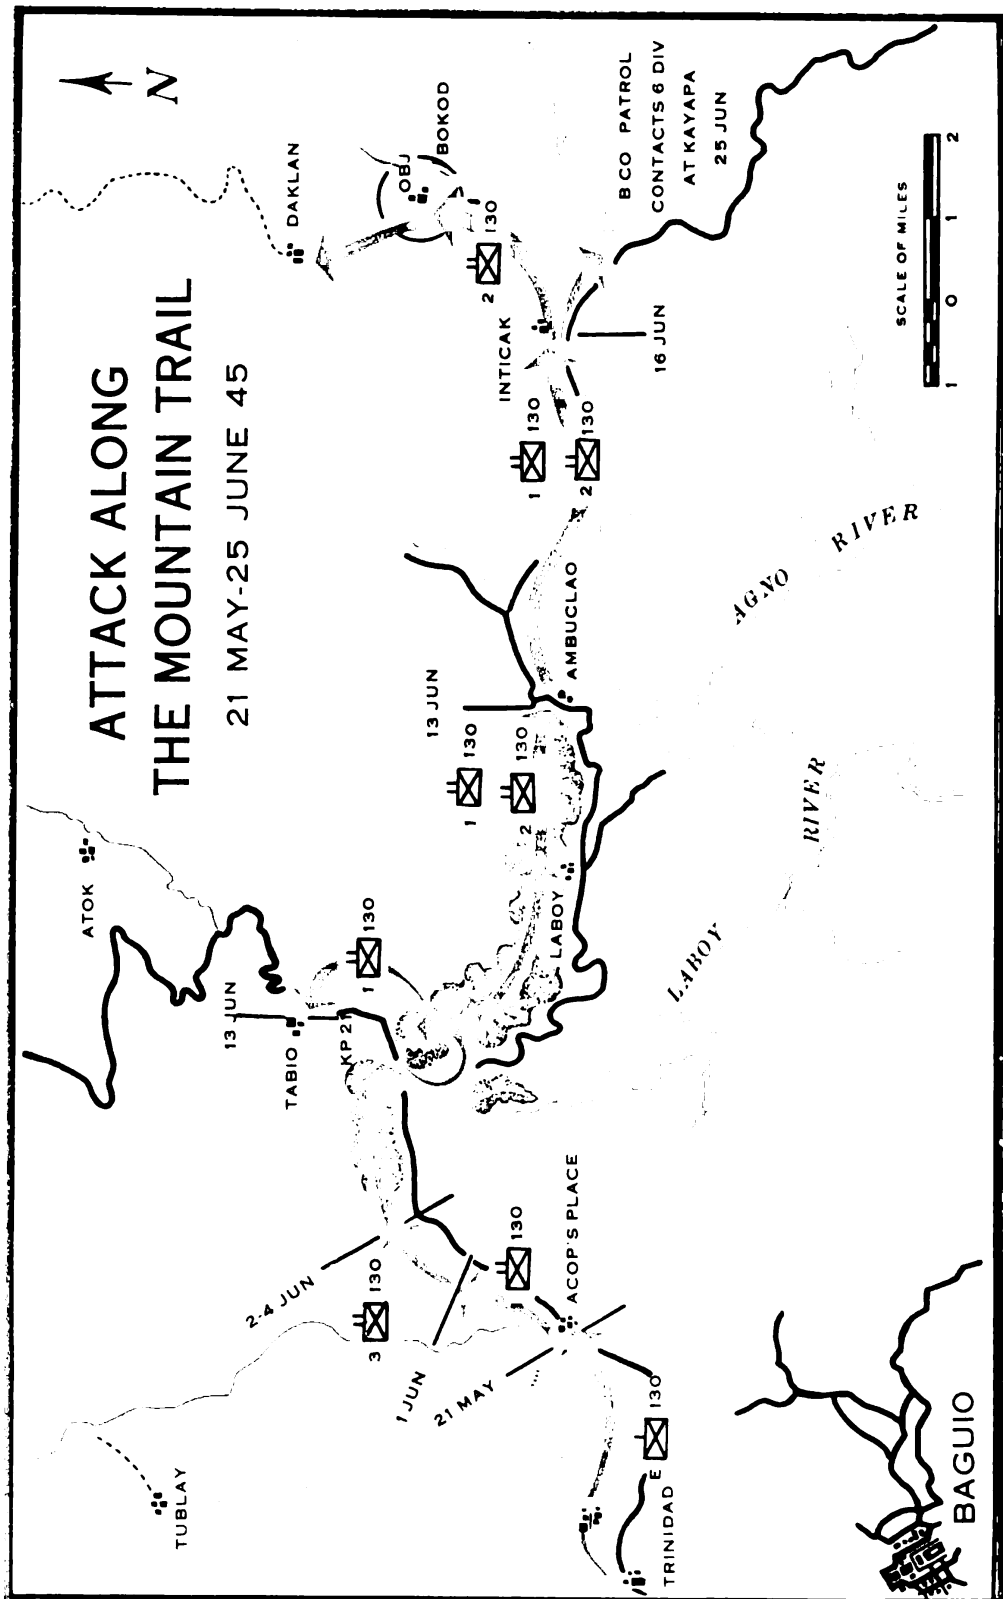 ATTACK ALONG
THE MOUNTAIN TRAIL
21 MAY-25 JUNE 45
N
TUBLAY
ATOK
DAKLAN
OBJ
BOKOD
B CO PATROL
CONTACTS 6 DIV
AT KAYAPA
25 JUN
13 JUN
TABIO
KP 21
1 130
2-4 JUN
3 130
1 JUN
21 MAY
1 130
ACOP'S PLACE
E 130
TRINIDAD
BAGUIO
LABOY
13 JUN
1 130
2 130
AMBUCLAO
1 130
2 130
INTICAK
2 130
16 JUN
LABOY RIVER
AGNO RIVER
SCALE OF MILES
1 0 1 2